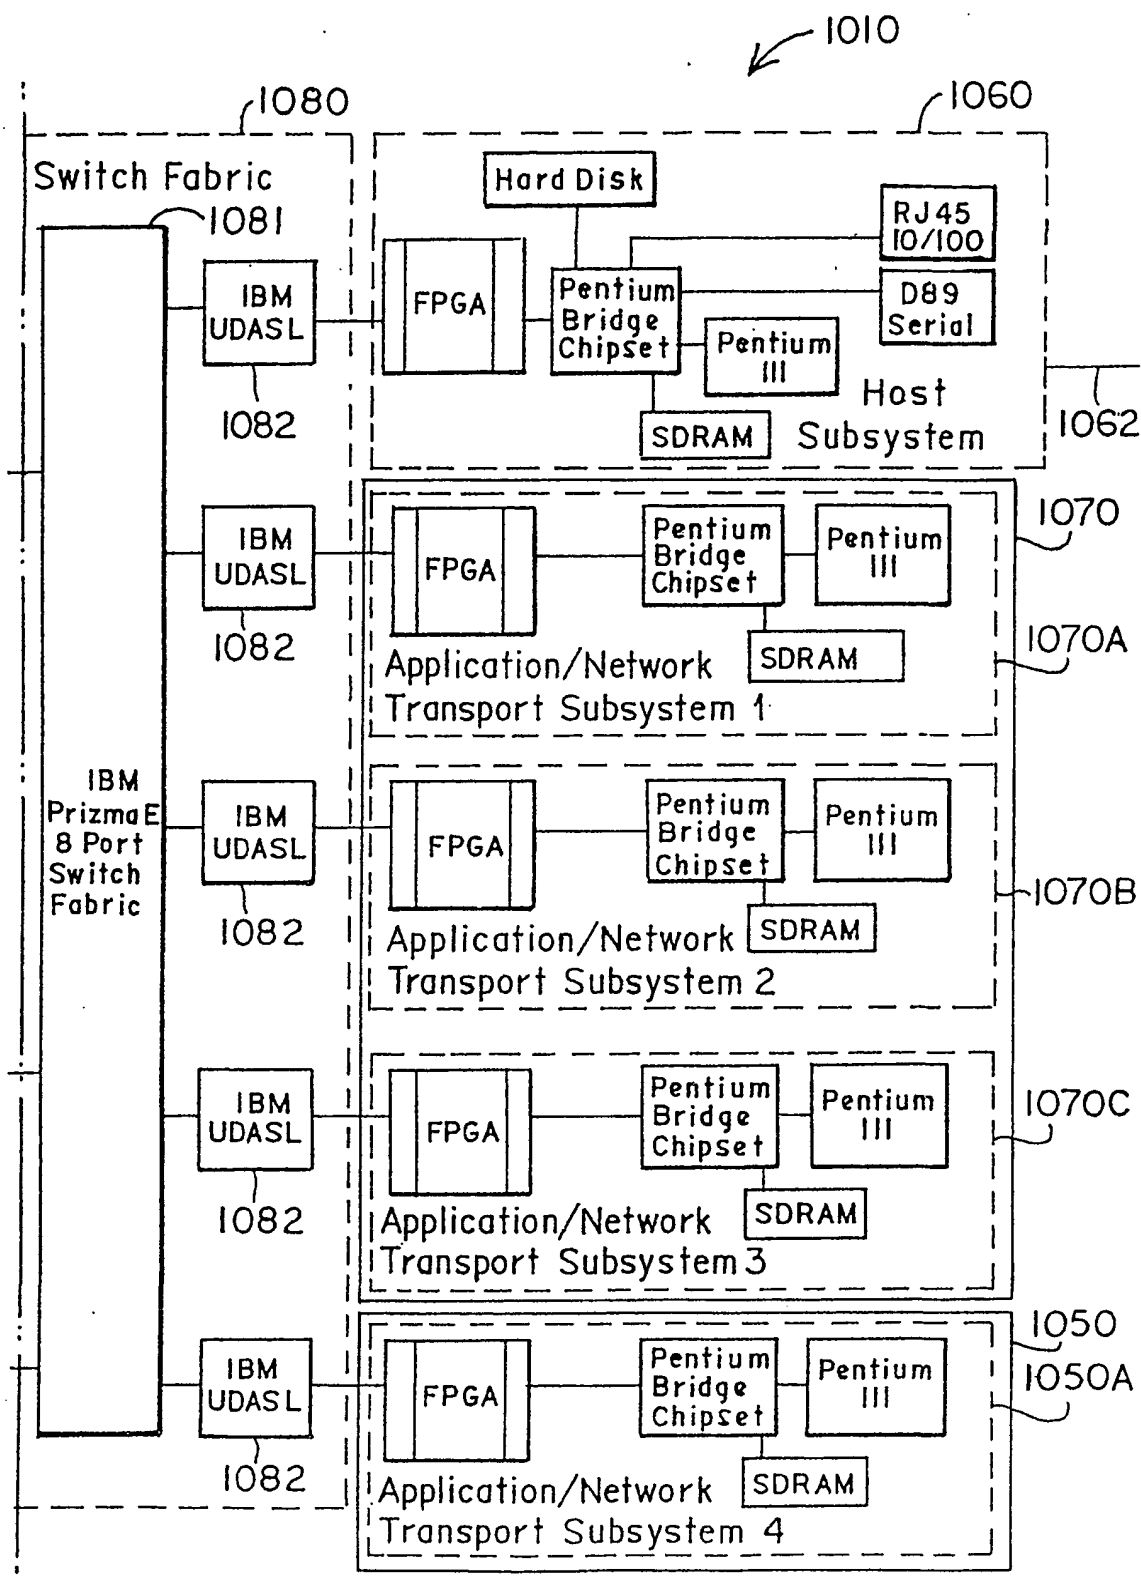 1010
1080
1060
Switch Fabric
1081
Hard Disk
RJ45
10/100
IBM
UDASL
FPGA
Pentium
Bridge
Chipset
D89
Serial
Pentium
III
1082
SDRAM
Host
Subsystem
1062
IBM
UDASL
FPGA
Pentium
Bridge
Chipset
Pentium
III
1070
1082
SDRAM
1070A
Application/Network
Transport Subsystem 1
IBM
PrizmaE
8 Port
Switch
Fabric
IBM
UDASL
FPGA
Pentium
Bridge
Chipset
Pentium
III
1070B
1082
SDRAM
Application/Network
Transport Subsystem 2
IBM
UDASL
FPGA
Pentium
Bridge
Chipset
Pentium
III
1070C
1082
SDRAM
Application/Network
Transport Subsystem 3
1050
IBM
UDASL
FPGA
Pentium
Bridge
Chipset
Pentium
III
1050A
1082
SDRAM
Application/Network
Transport Subsystem 4